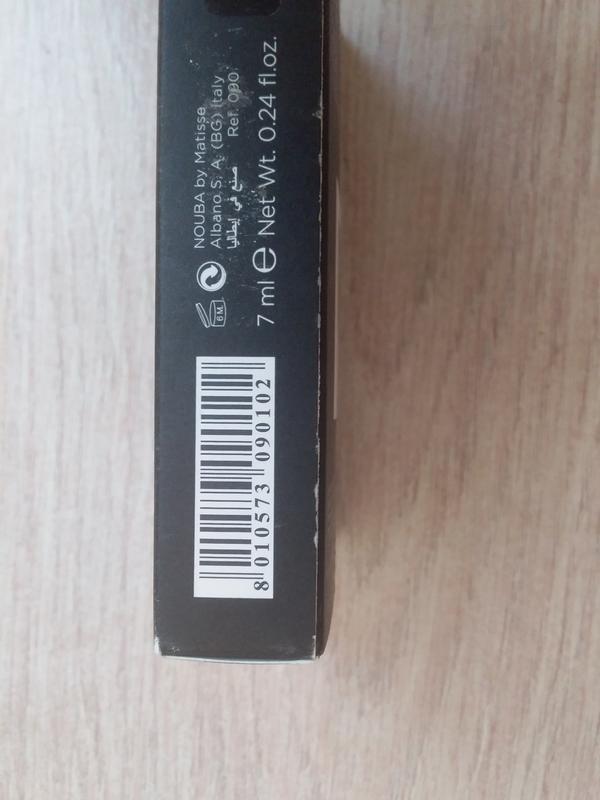 NOUBA by Matisse
Albano S. A. (BG) Italy
صنع في إيطاليا Ref. 090
6 M.
7 ml ℮ Net Wt. 0.24 fl.oz.
8 010573 090102